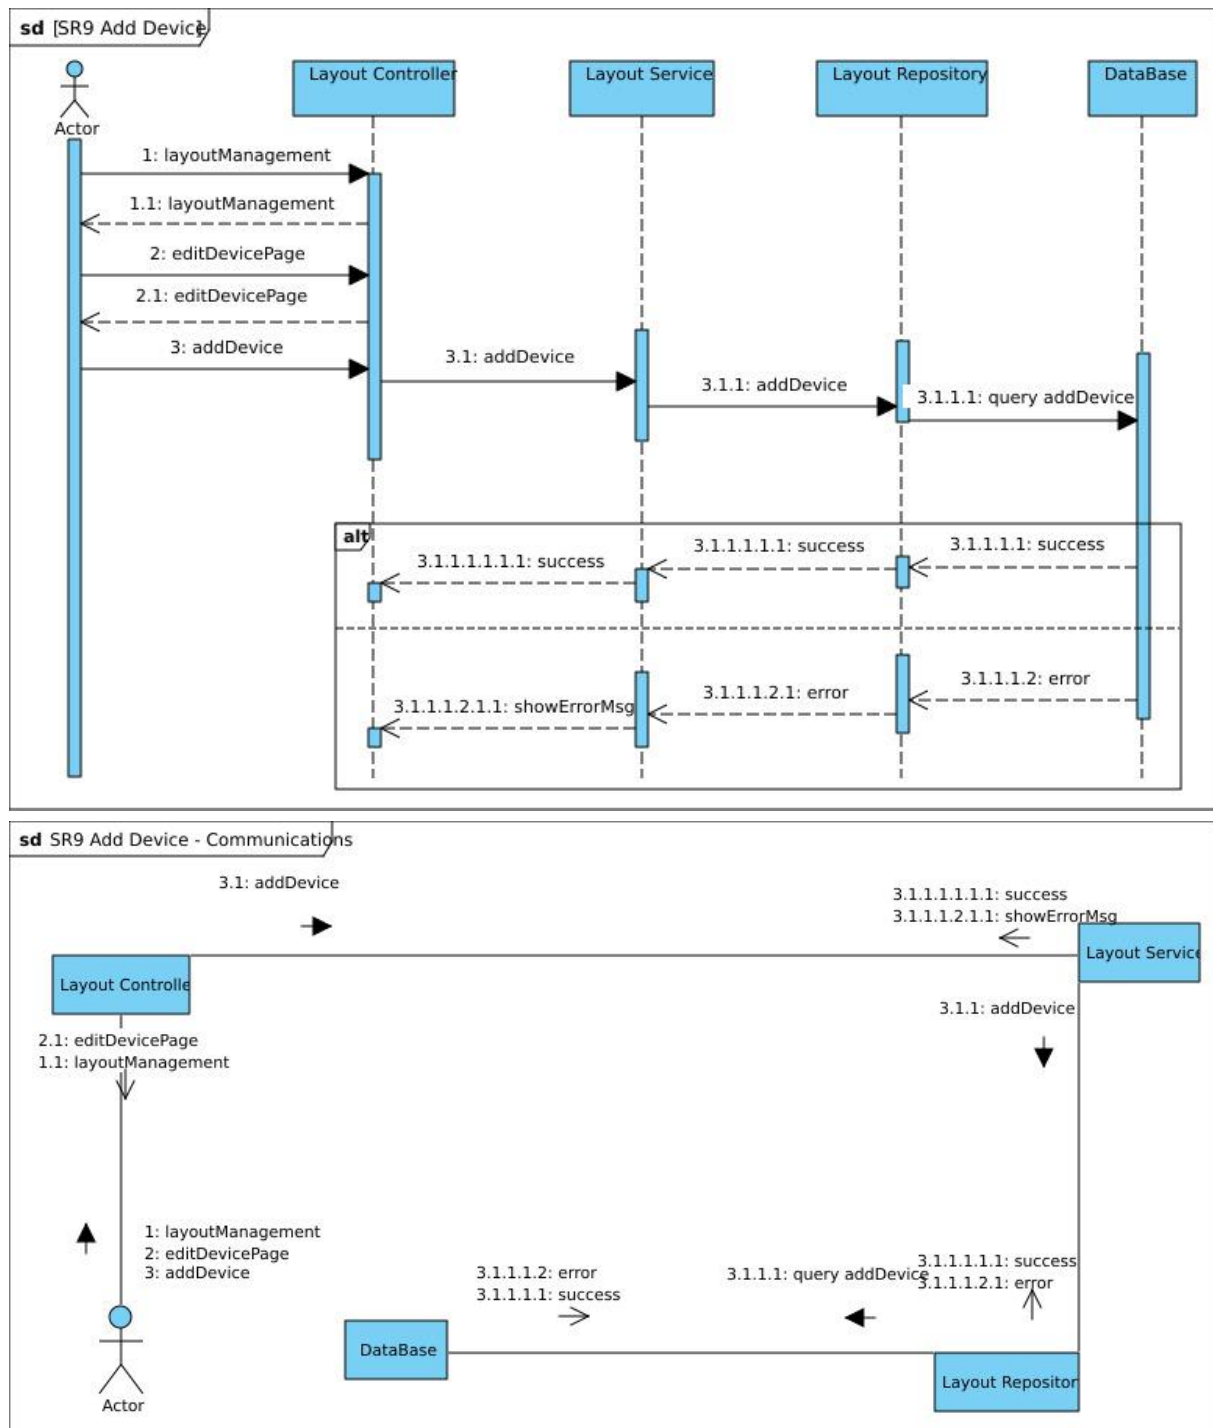 sd [SR9 Add Device]
Layout Controller
Layout Service
Layout Repository
DataBase
Actor
1: layoutManagement
1.1: layoutManagement
2: editDevicePage
2.1: editDevicePage
3: addDevice
3.1: addDevice
3.1.1: addDevice
3.1.1.1: query addDevice
alt
3.1.1.1.1: success
3.1.1.1.1.1: success
3.1.1.1.1.1.1: success
3.1.1.1.2: error
3.1.1.1.2.1: error
3.1.1.1.2.1.1: showErrorMsg
sd SR9 Add Device - Communications
3.1: addDevice
3.1.1.1.1.1.1: success
3.1.1.1.2.1.1: showErrorMsg
Layout Service
Layout Controlle
3.1.1: addDevice
2.1: editDevicePage
1.1: layoutManagement
1: layoutManagement
2: editDevicePage
3: addDevice
3.1.1.1.2: error
3.1.1.1.1: success
3.1.1.1: query addDevice
3.1.1.1.1.1: success
3.1.1.1.2.1: error
DataBase
Layout Repositor
Actor